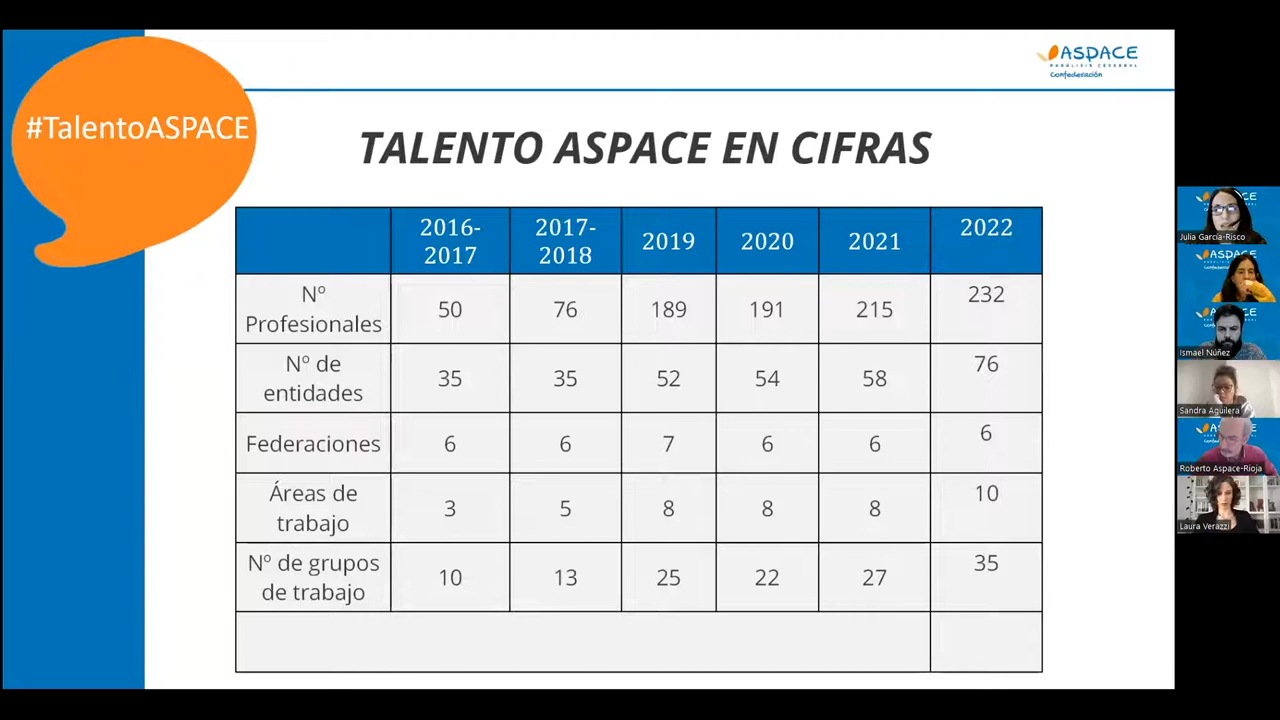 #TalentoASPACE
ASPACE
PARÁLISIS CEREBRAL
Confederación
TALENTO ASPACE EN CIFRAS
2016-2017 2017-2018 2019 2020 2021 2022
Nº Profesionales 50 76 189 191 215 232
Nº de entidades 35 35 52 54 58 76
Federaciones 6 6 7 6 6 6
Áreas de trabajo 3 5 8 8 8 10
Nº de grupos de trabajo 10 13 25 22 27 35
Julia García-Risco
Ismael Núñez
Sandra Aguilera
Roberto Aspace-Rioja
Laura Verazzi